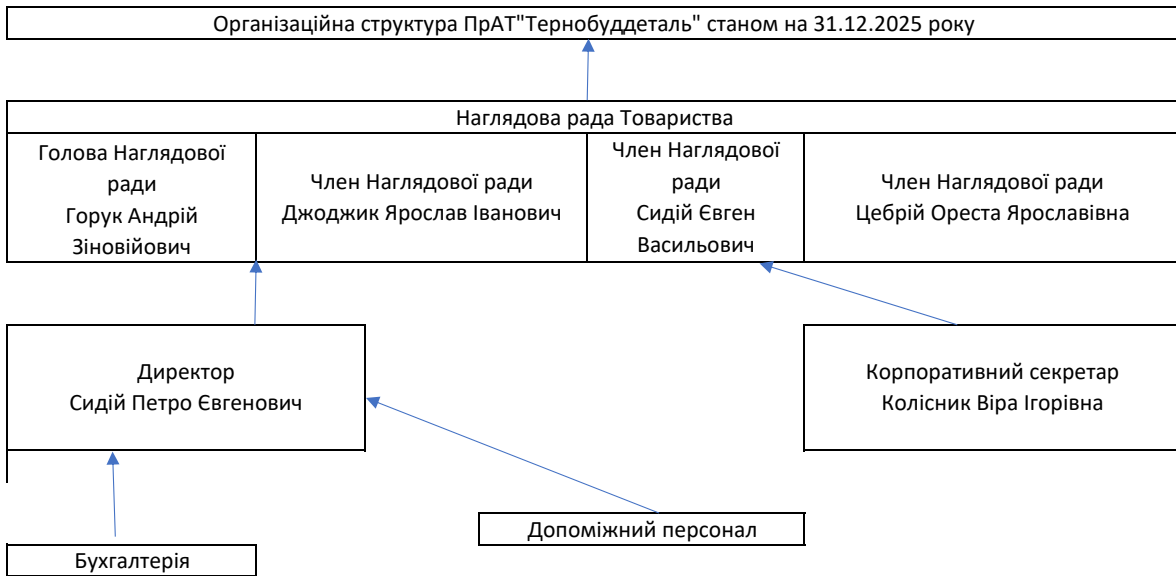 Організаційна структура ПрАТ"Тернобуддеталь" станом на 31.12.2025 року
Наглядова рада Товариства
Голова Наглядової
ради
Горук Андрій
Зіновійович
Член Наглядової ради
Джоджик Ярослав Іванович
Член Наглядової
ради
Сидій Євген
Васильович
Член Наглядової ради
Цебрій Ореста Ярославівна
Директор
Сидій Петро Євгенович
Корпоративний секретар
Колісник Віра Ігорівна
Допоміжний персонал
Бухгалтерія